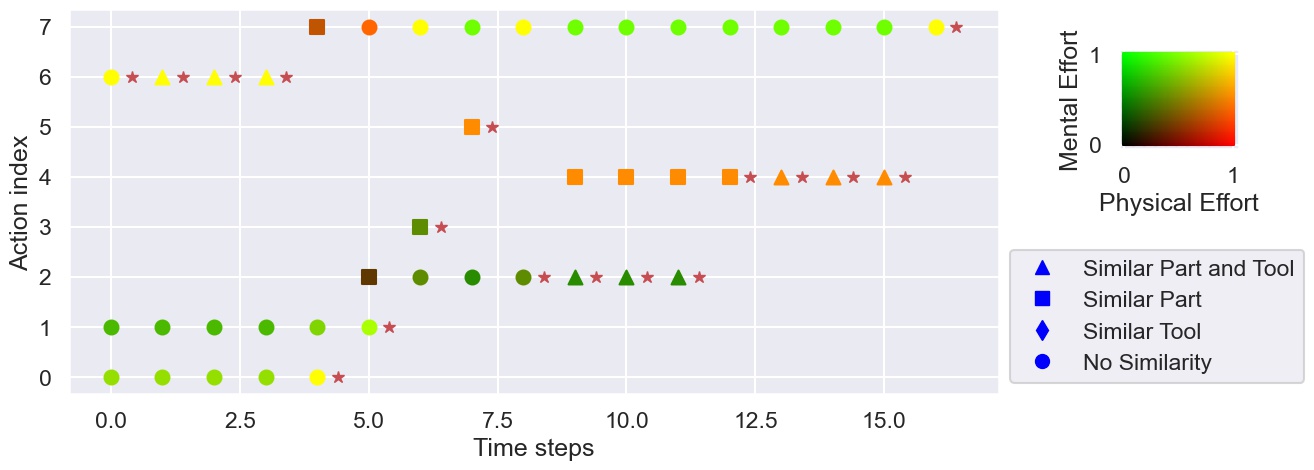 7
6
5
4
3
2
1
0
Action index
0.0 2.5 5.0 7.5 10.0 12.5 15.0
Time steps
Mental Effort
1
0
0 1
Physical Effort
Similar Part and Tool
Similar Part
Similar Tool
No Similarity